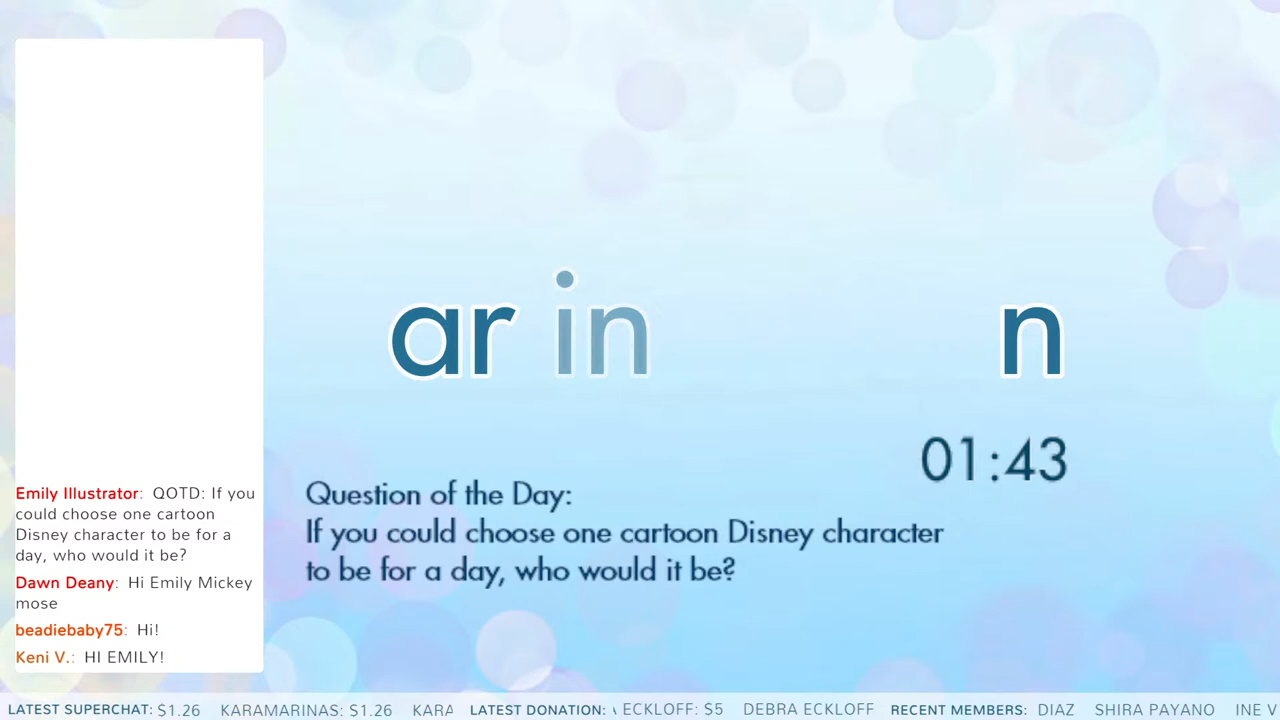 ar in n
01:43
Question of the Day:
If you could choose one cartoon Disney character
to be for a day, who would it be?
Emily Illustrator: QOTD: If you
could choose one cartoon
Disney character to be for a
day, who would it be?
Dawn Deany: Hi Emily Mickey
mose
beadiebaby75: Hi!
Keni V.: HI EMILY!
LATEST SUPERCHAT: $1.26 KARAMARINAS: $1.26 KARA LATEST DONATION: ECKLOFF: $5 DEBRA ECKLOFF RECENT MEMBERS: DIAZ SHIRA PAYANO INE V